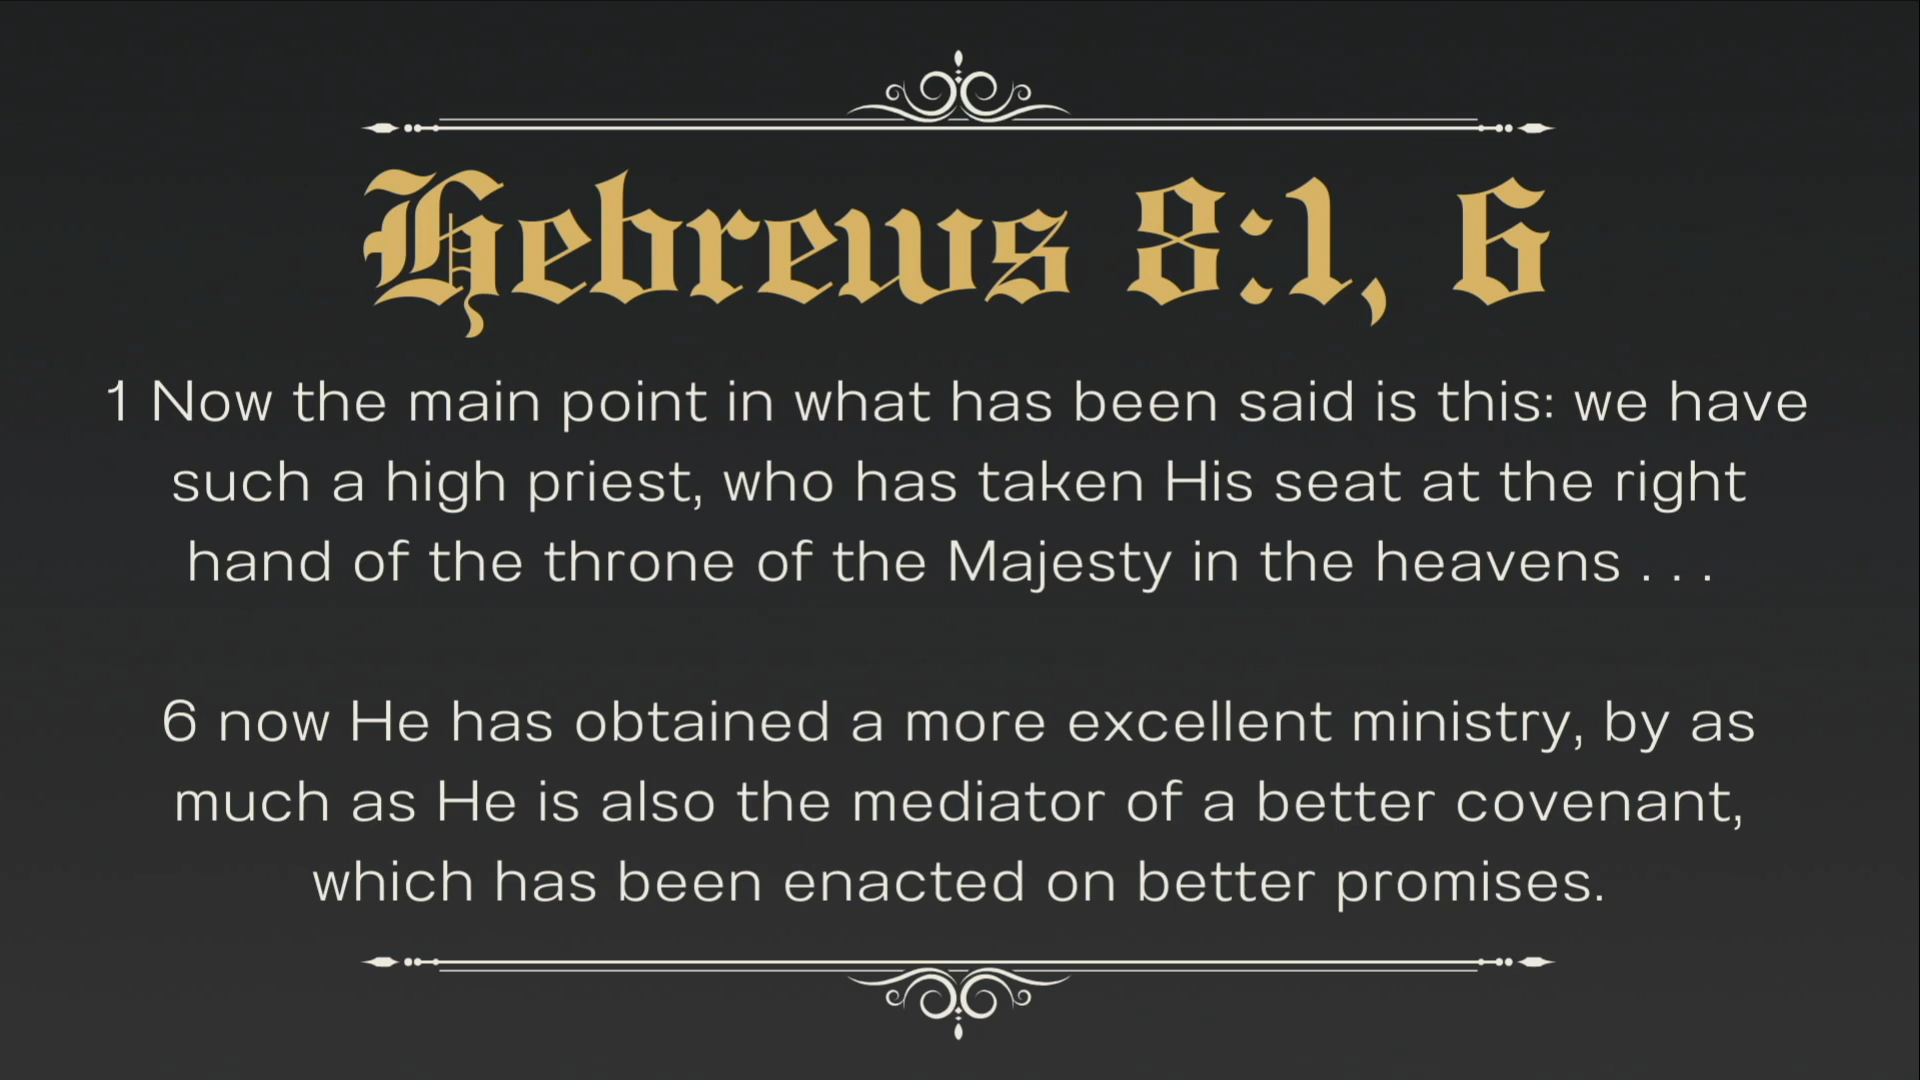 Hebrews 8:1, 6
1 Now the main point in what has been said is this: we have
such a high priest, who has taken His seat at the right
hand of the throne of the Majesty in the heavens . . .
6 now He has obtained a more excellent ministry, by as
much as He is also the mediator of a better covenant,
which has been enacted on better promises.